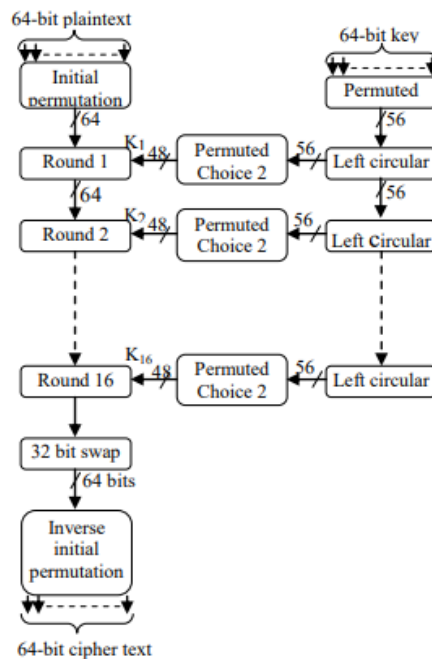 64-bit plaintext
64-bit key
Initial
permutation
Permuted
64
56
K1
48
Permuted
Choice 2
56
Round 1
Left circular
64
56
K2
48
Permuted
Choice 2
56
Round 2
Left circular
K16
48
Permuted
Choice 2
56
Round 16
Left circular
32 bit swap
64 bits
Inverse
initial
permutation
64-bit cipher text